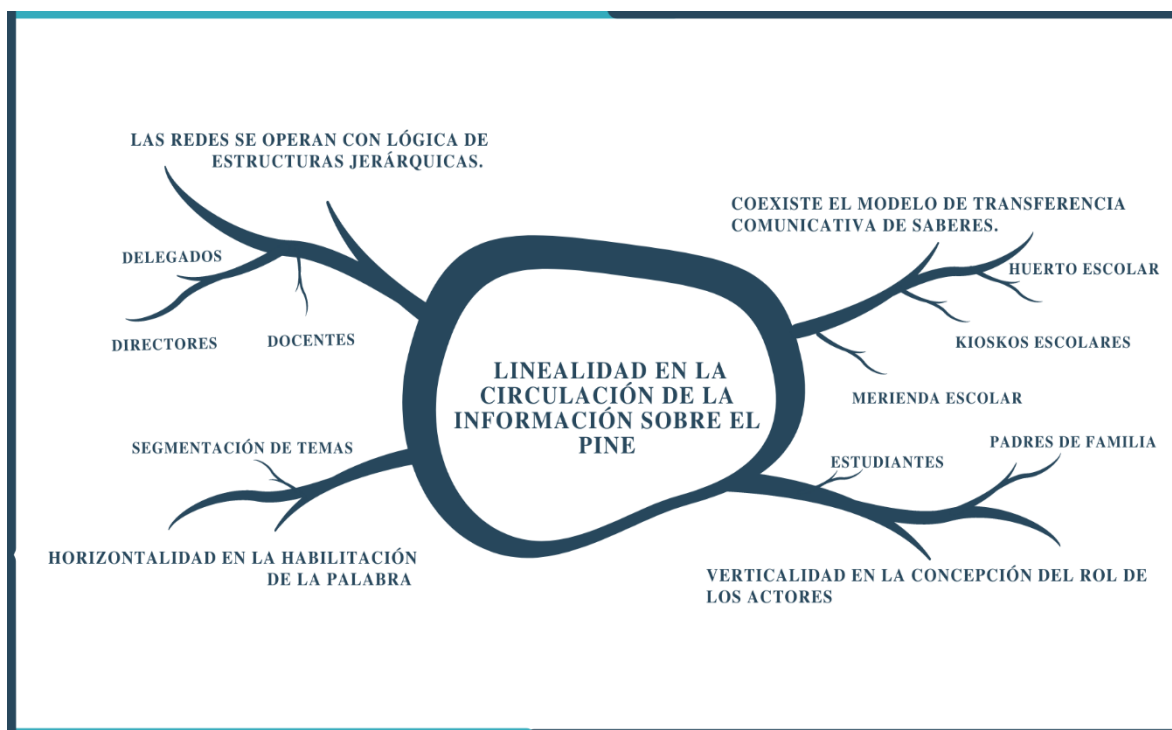 LAS REDES SE OPERAN CON LÓGICA DE
ESTRUCTURAS JERÁRQUICAS.
DELEGADOS
DIRECTORES
DOCENTES
SEGMENTACIÓN DE TEMAS
HORIZONTALIDAD EN LA HABILITACIÓN
DE LA PALABRA
LINEALIDAD EN LA
CIRCULACIÓN DE LA
INFORMACIÓN SOBRE EL
PINE
COEXISTE EL MODELO DE TRANSFERENCIA
COMUNICATIVA DE SABERES.
HUERTO ESCOLAR
KIOSKOS ESCOLARES
MERIENDA ESCOLAR
PADRES DE FAMILIA
ESTUDIANTES
VERTICALIDAD EN LA CONCEPCIÓN DEL ROL DE
LOS ACTORES